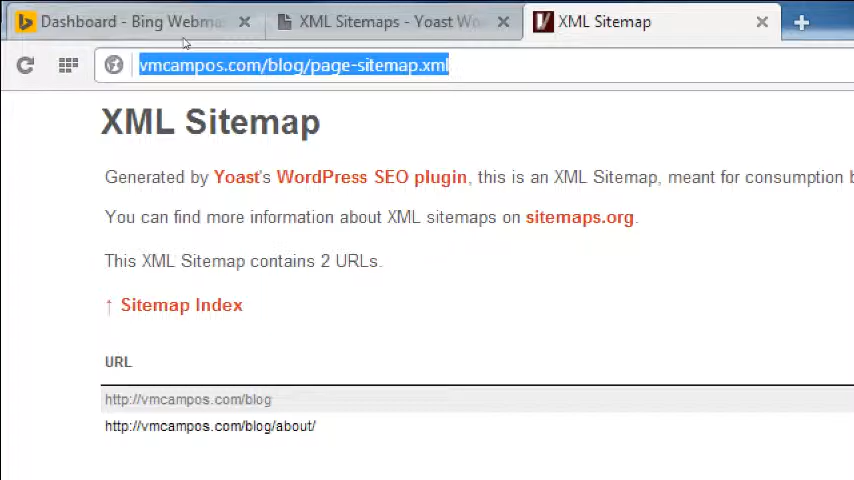 Dashboard - Bing Webma
XML Sitemaps - Yoast Wo
XML Sitemap
vmcampos.com/blog/page-sitemap.xml
XML Sitemap
Generated by Yoast's WordPress SEO plugin, this is an XML Sitemap, meant for consumption b
You can find more information about XML sitemaps on sitemaps.org.
This XML Sitemap contains 2 URLs.
↑ Sitemap Index
URL
http://vmcampos.com/blog
http://vmcampos.com/blog/about/